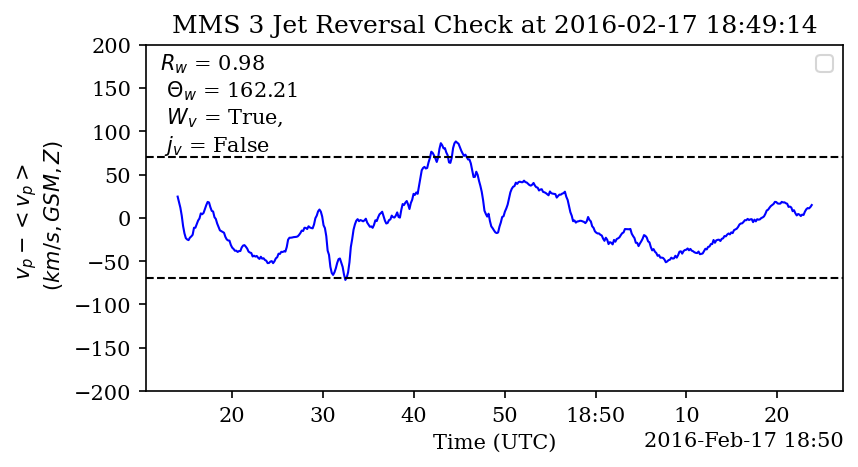 MMS 3 Jet Reversal Check at 2016-02-17 18:49:14
R_w = 0.98
Θ_w = 162.21
W_v = True,
j_v = False
v_p − < v_p >
(km/s, GSM, Z)
200
150
100
50
0
−50
−100
−150
−200
20 30 40 50 18:50 10 20
Time (UTC)
2016-Feb-17 18:50